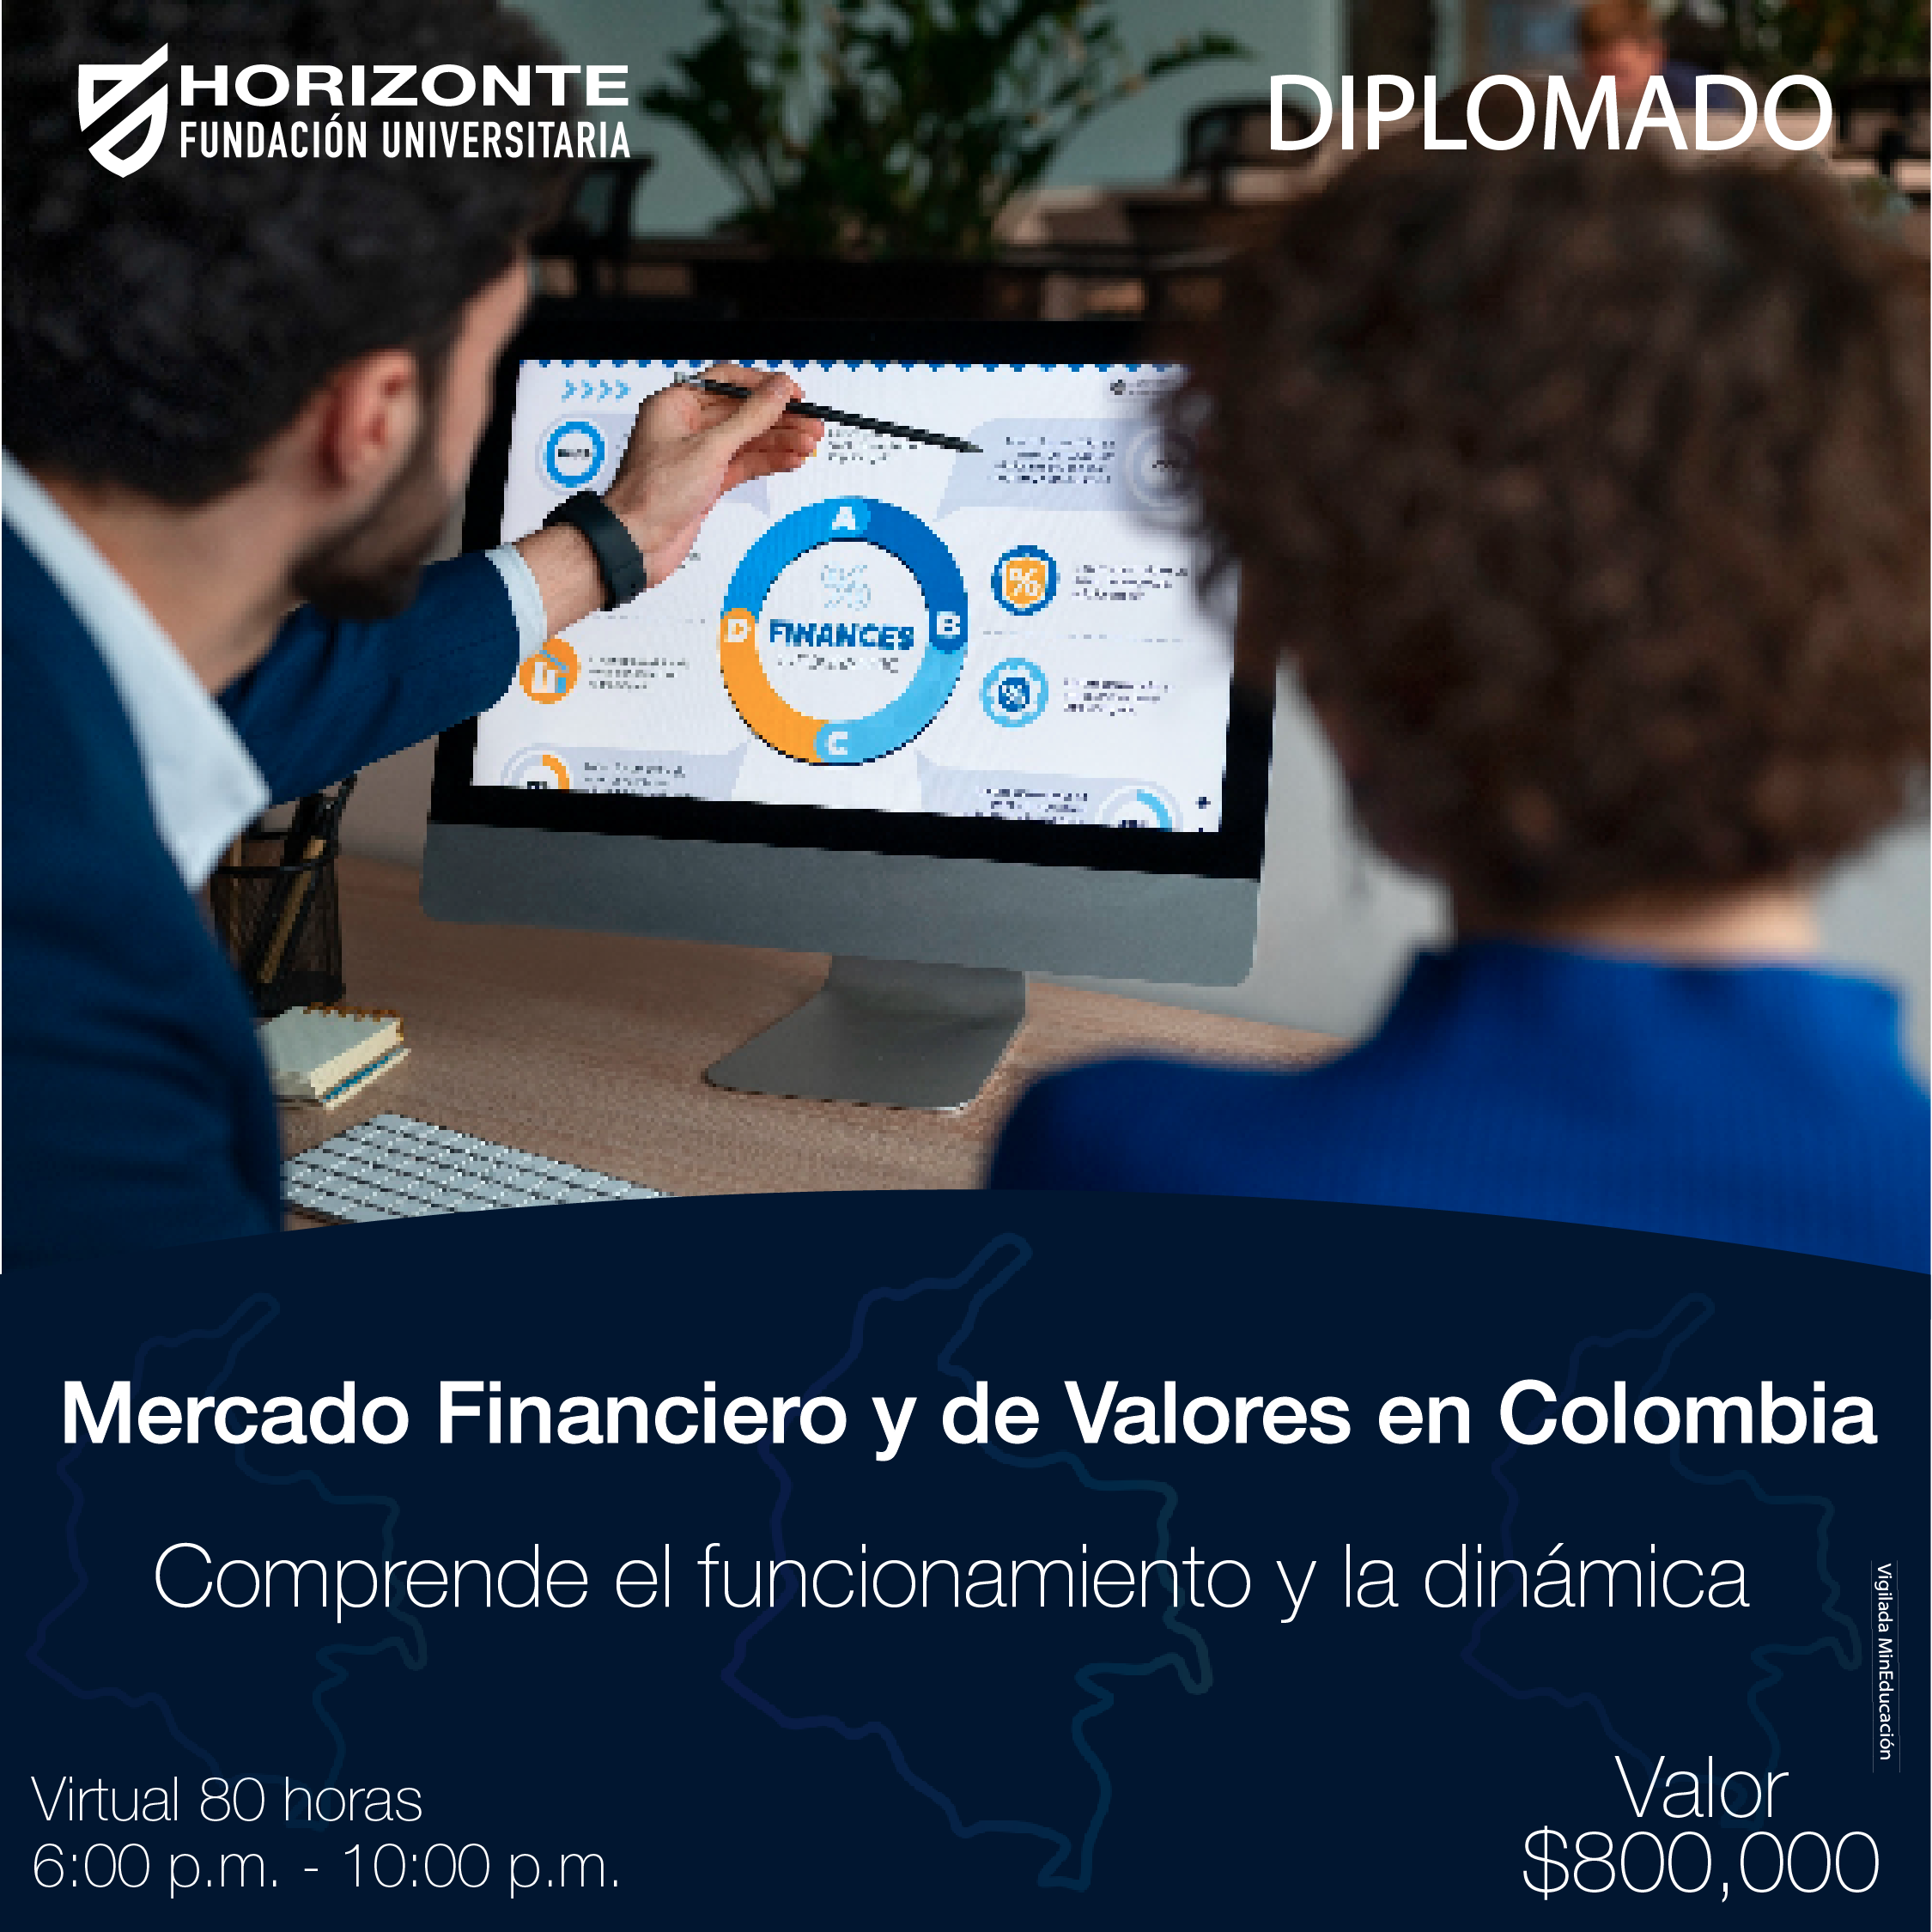 HORIZONTE
FUNDACIÓN UNIVERSITARIA
DIPLOMADO
A
B
C
D
FINANCES
Mercado Financiero y de Valores en Colombia
Comprende el funcionamiento y la dinámica
Vigilada MinEducación
Virtual 80 horas
6:00 p.m. - 10:00 p.m.
Valor
$800,000